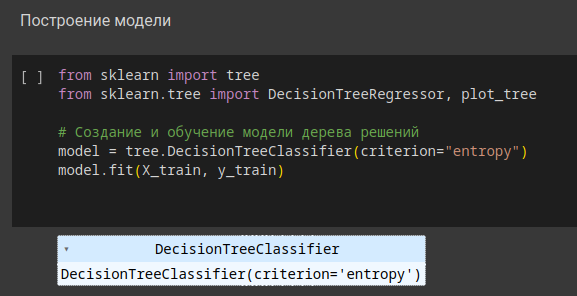 Построение модели
[ ] from sklearn import tree
from sklearn.tree import DecisionTreeRegressor, plot_tree
# Создание и обучение модели дерева решений
model = tree.DecisionTreeClassifier(criterion="entropy")
model.fit(X_train, y_train)
▾ DecisionTreeClassifier
DecisionTreeClassifier(criterion='entropy')